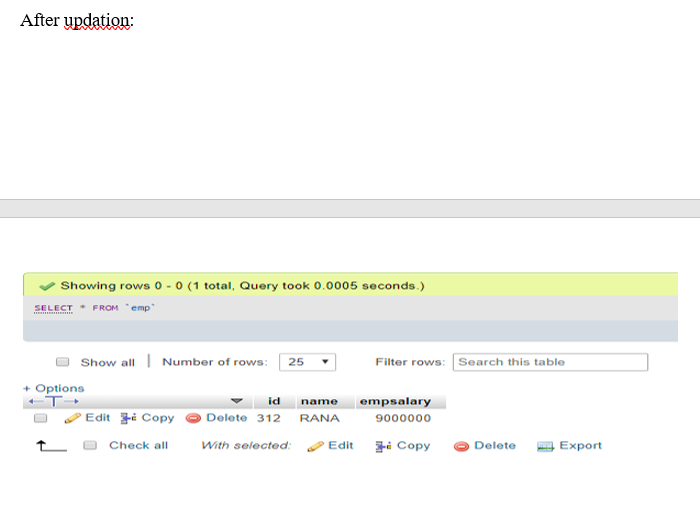 After updation:
Showing rows 0 - 0 (1 total, Query took 0.0005 seconds.)
SELECT * FROM `emp`
Show all | Number of rows: 25 Filter rows: Search this table
+ Options
←T→ id name empsalary
Edit Copy Delete 312 RANA 9000000
Check all With selected: Edit Copy Delete Export